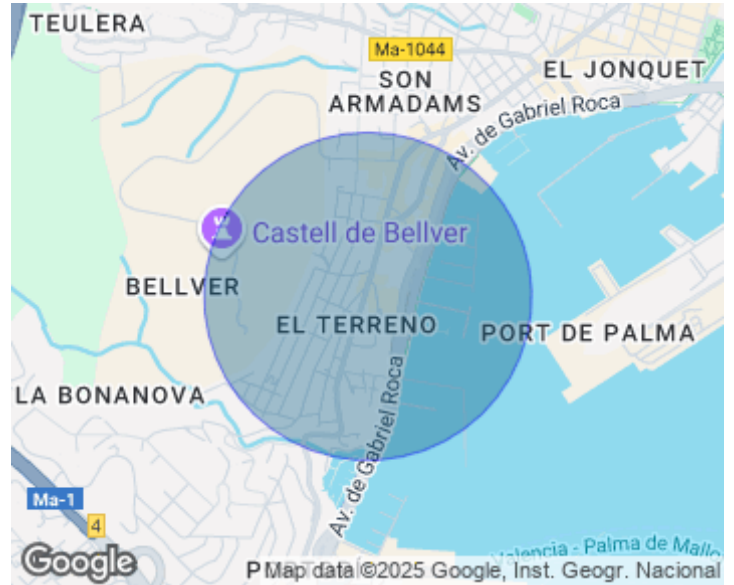 TEULERA
Ma-1044
SON
ARMADAMS
EL JONQUET
Av. de Gabriel Roca
Castell de Bellver
BELLVER
EL TERRENO
PORT DE PALMA
LA BONANOVA
Av. de Gabriel Roca
Ma-1
4
Valencia - Palma de Mallo
Google
Map data ©2025 Google, Inst. Geogr. Nacional